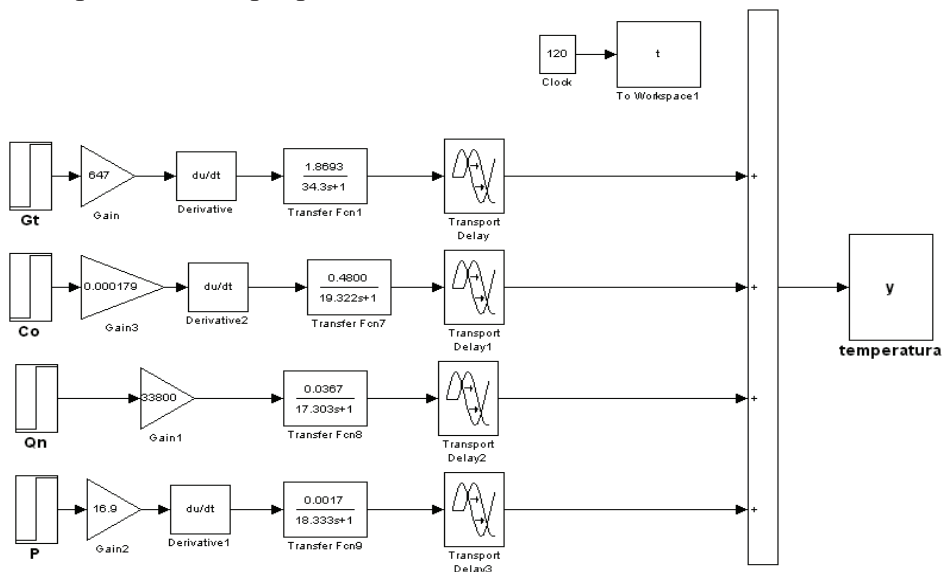 120
Clock
t
To Workspace1
Gt
647
Gain
du/dt
Derivative
1.8693
34.3s+1
Transfer Fcn1
Transport
Delay
+
Co
0.000179
Gain3
du/dt
Derivative2
0.4800
19.322s+1
Transfer Fcn7
Transport
Delay1
+
y
temperatura
Qn
33800
Gain1
0.0367
17.303s+1
Transfer Fcn8
Transport
Delay2
+
P
16.9
Gain2
du/dt
Derivative1
0.0017
18.333s+1
Transfer Fcn9
Transport
Delay3
+